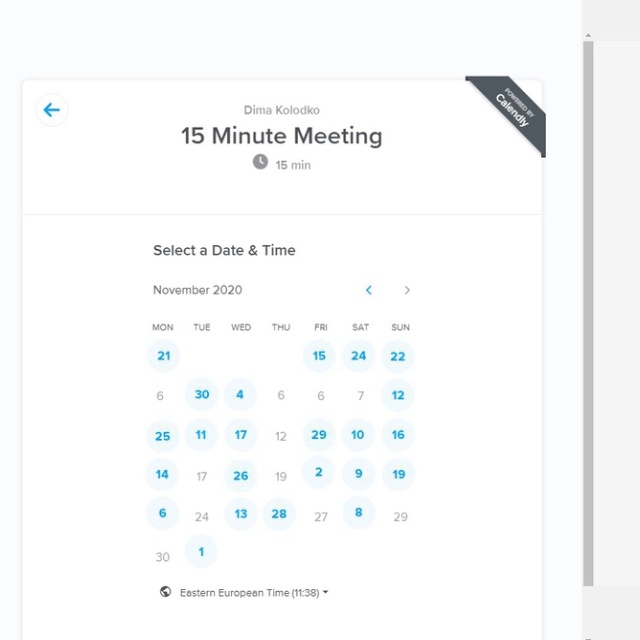 Dima Kolodko
15 Minute Meeting
15 min
POWERED BY
Calendly
Select a Date & Time
November 2020
MON TUE WED THU FRI SAT SUN
21 15 24 22
6 30 4 6 6 7 12
25 11 17 12 29 10 16
14 17 26 19 2 9 19
6 24 13 28 27 8 29
30 1
Eastern European Time (11:38)